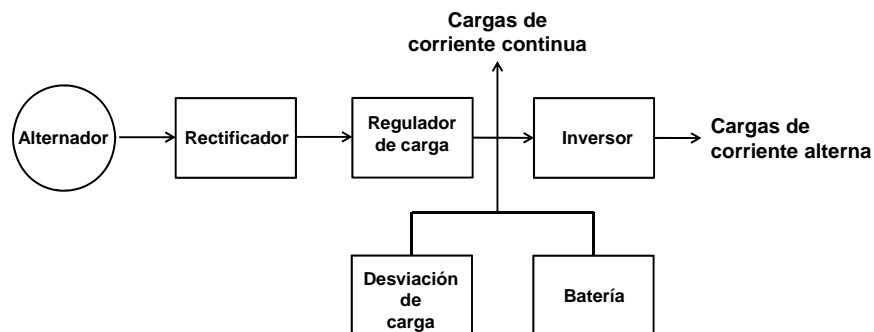 Cargas de
corriente continua
Alternador
Rectificador
Regulador
de carga
Inversor
Cargas de
corriente alterna
Desviación
de
carga
Batería